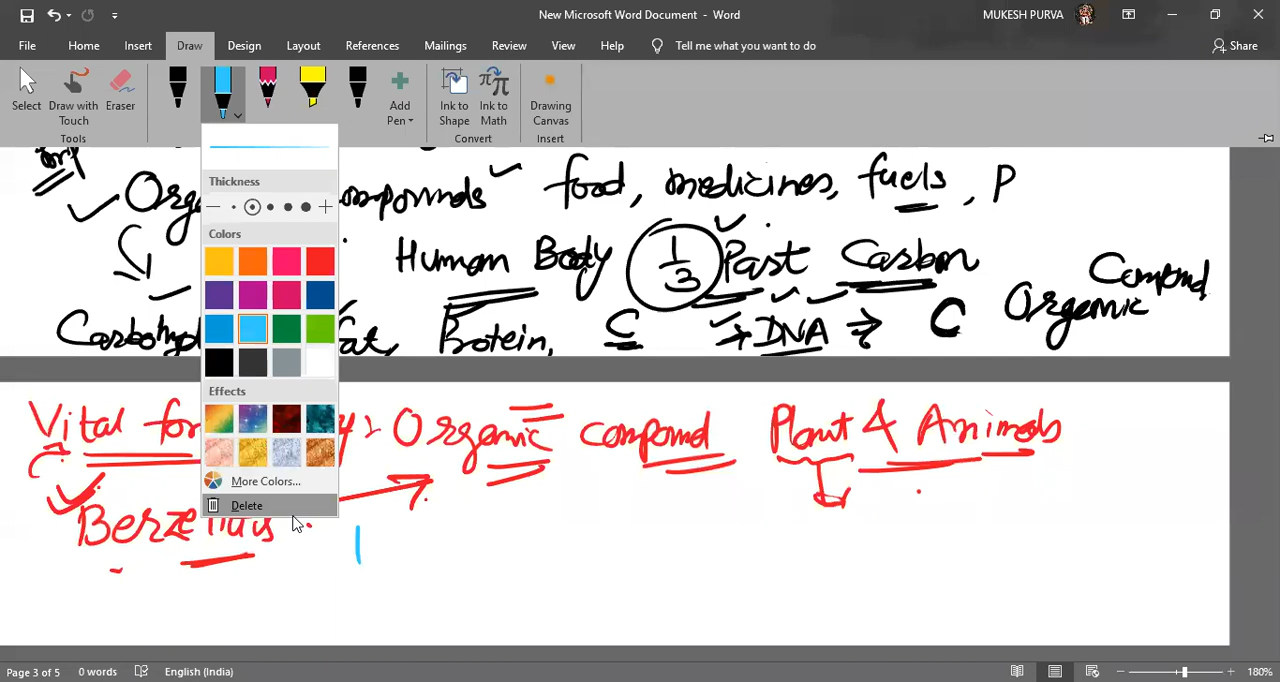 New Microsoft Word Document - Word
MUKESH PURVA
File Home Insert Draw Design Layout References Mailings Review View Help Tell me what you want to do Share
Select Draw with Touch Eraser Add Pen Ink to Shape Ink to Math Drawing Canvas
Tools Convert Insert
food, medicines, fuels, P
Human Body 1/3 Past Carbon
Compound
Protein, C → DNA → C Organic
Thickness
Colors
Effects
More Colors...
Delete
Vital Organic compound Plant & Animals
Berzelius
Page 3 of 5 0 words English (India) 180%